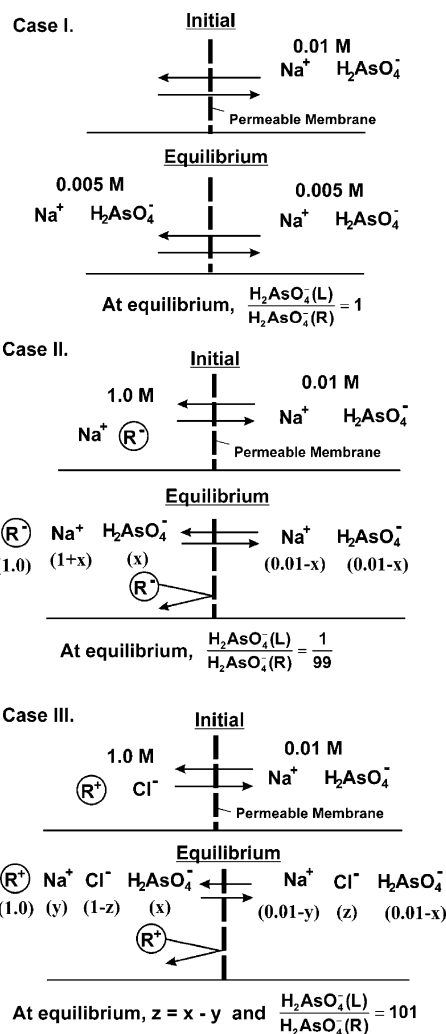 Case I.
Initial
0.01 M
Na⁺ H₂AsO₄⁻
Permeable Membrane
Equilibrium
0.005 M 0.005 M
Na⁺ H₂AsO₄⁻ Na⁺ H₂AsO₄⁻
At equilibrium, H₂AsO₄⁻(L) / H₂AsO₄⁻(R) = 1
Case II.
Initial
1.0 M 0.01 M
Na⁺ R⁻ Na⁺ H₂AsO₄⁻
Permeable Membrane
Equilibrium
R⁻ Na⁺ H₂AsO₄⁻ Na⁺ H₂AsO₄⁻
(1.0) (1+x) (x) (0.01-x) (0.01-x)
R⁻
At equilibrium, H₂AsO₄⁻(L) / H₂AsO₄⁻(R) = 1 / 99
Case III.
Initial
1.0 M 0.01 M
R⁺ Cl⁻ Na⁺ H₂AsO₄⁻
Permeable Membrane
Equilibrium
R⁺ Na⁺ Cl⁻ H₂AsO₄⁻ Na⁺ Cl⁻ H₂AsO₄⁻
(1.0) (y) (1-z) (x) (0.01-y) (z) (0.01-x)
R⁺
At equilibrium, z = x - y and H₂AsO₄⁻(L) / H₂AsO₄⁻(R) = 101